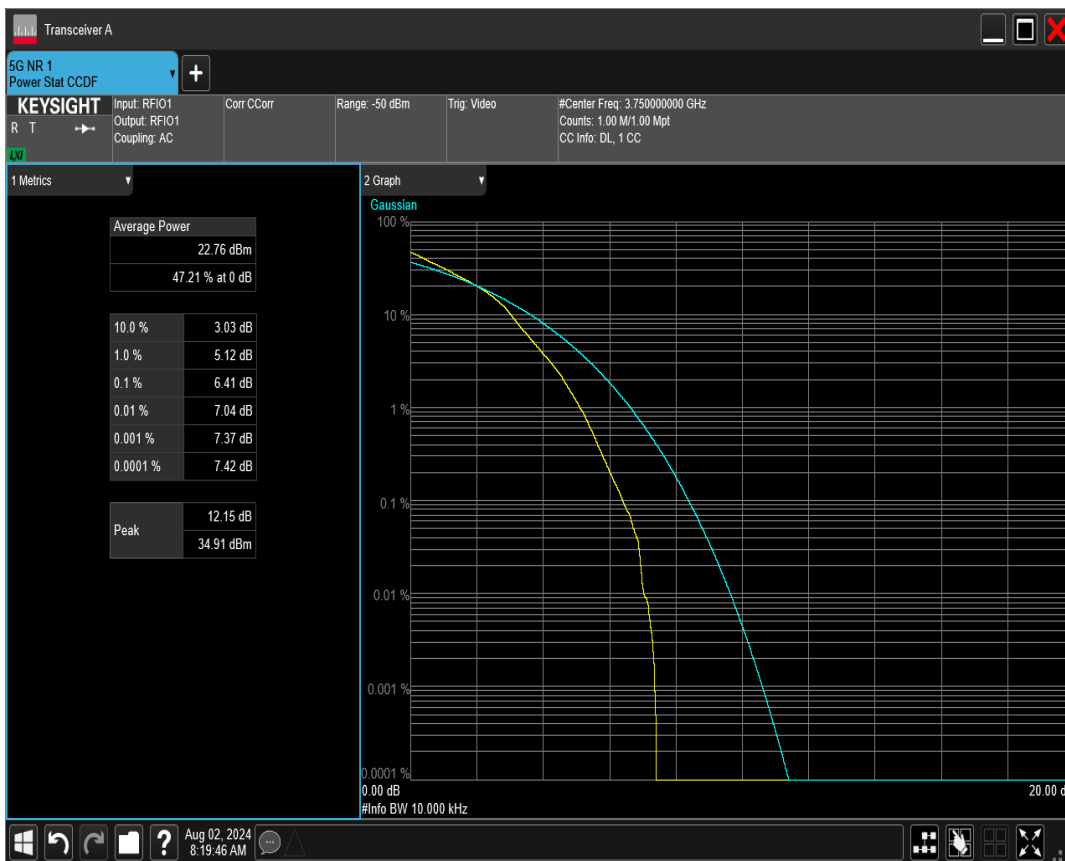 Transceiver A
5G NR 1
Power Stat CCDF
+
KEYSIGHT
R T
LXI
Input: RFIO1
Output: RFIO1
Coupling: AC
Corr CCorr
Range: -50 dBm
Trig: Video
#Center Freq: 3.750000000 GHz
Counts: 1.00 M/1.00 Mpt
CC Info: DL, 1 CC
1 Metrics
Average Power
22.76 dBm
47.21 % at 0 dB
10.0 % 3.03 dB
1.0 % 5.12 dB
0.1 % 6.41 dB
0.01 % 7.04 dB
0.001 % 7.37 dB
0.0001 % 7.42 dB
Peak
12.15 dB
34.91 dBm
2 Graph
Gaussian
100 %
10 %
1 %
0.1 %
0.01 %
0.001 %
0.0001 %
0.00 dB 20.00 d
#Info BW 10.000 kHz
?
Aug 02, 2024
8:19:46 AM